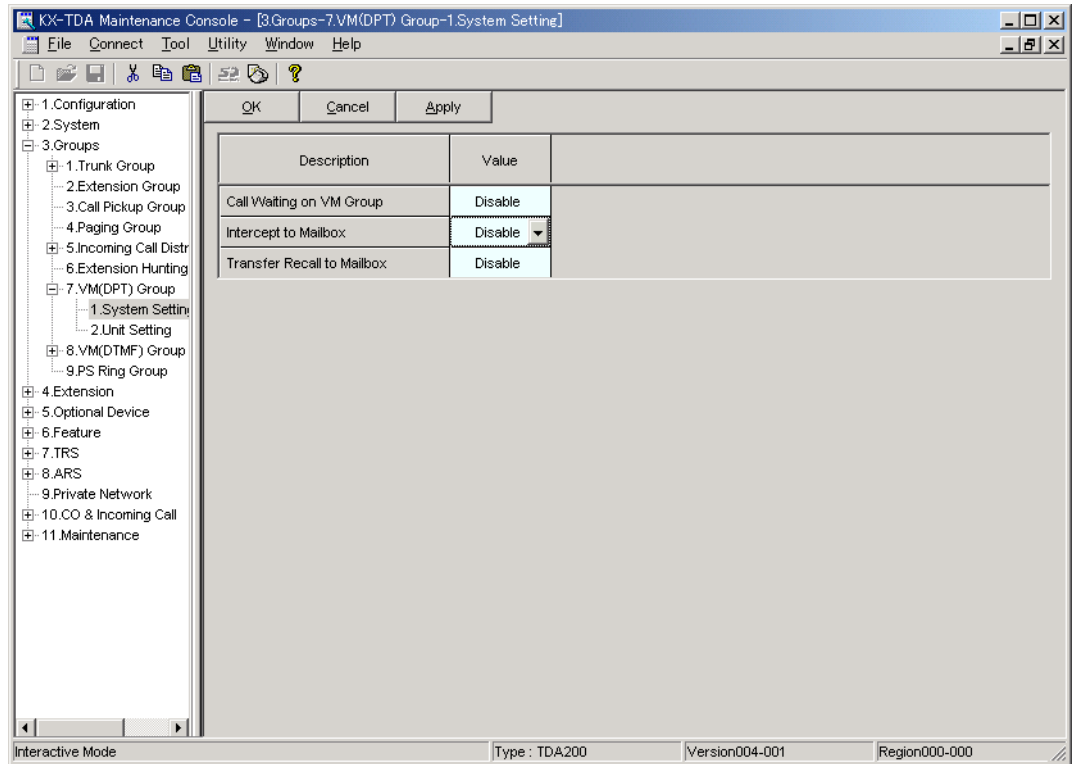 KX-TDA Maintenance Console - [3.Groups-7.VM(DPT) Group-1.System Setting]
File Connect Tool Utility Window Help
1.Configuration
2.System
3.Groups
1.Trunk Group
2.Extension Group
3.Call Pickup Group
4.Paging Group
5.Incoming Call Distr
6.Extension Hunting
7.VM(DPT) Group
1.System Settin
2.Unit Setting
8.VM(DTMF) Group
9.PS Ring Group
4.Extension
5.Optional Device
6.Feature
7.TRS
8.ARS
9.Private Network
10.CO & Incoming Call
11.Maintenance
OK Cancel Apply
Description Value
Call Waiting on VM Group Disable
Intercept to Mailbox Disable
Transfer Recall to Mailbox Disable
Interactive Mode Type : TDA200 Version004-001 Region000-000